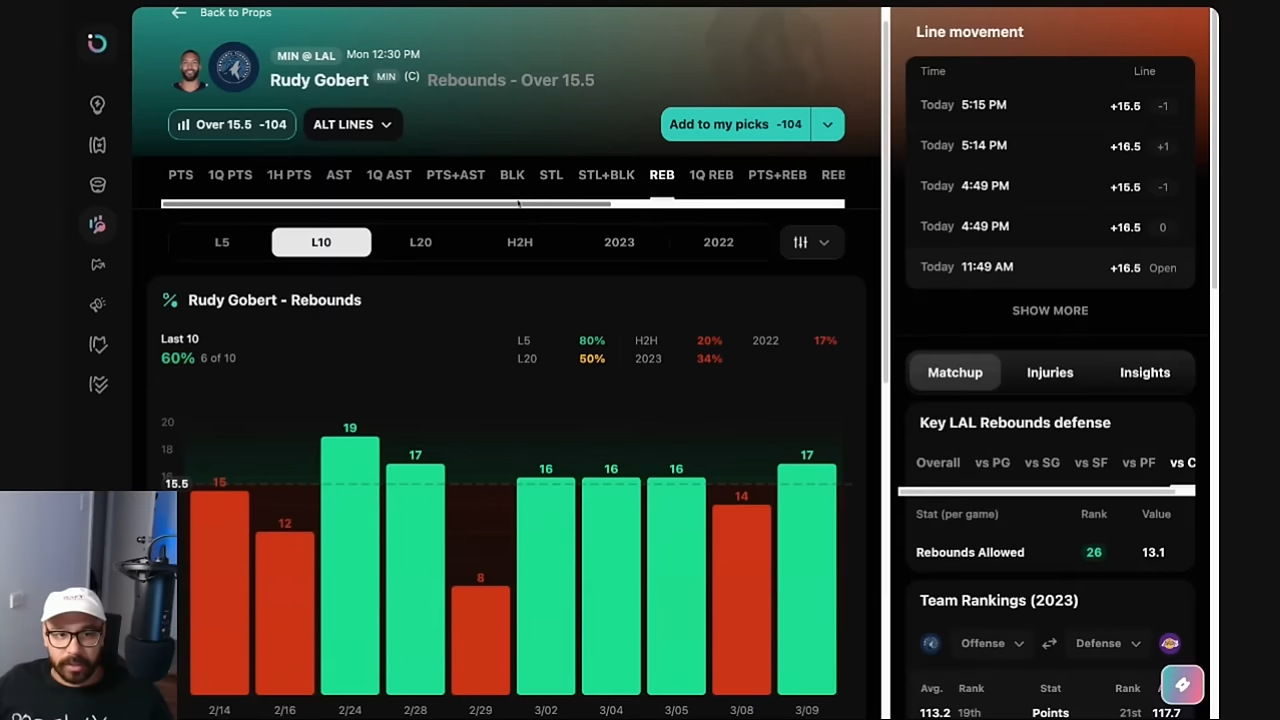 Back to Props
MIN @ LAL Mon 12:30 PM
Rudy Gobert MIN (C) Rebounds - Over 15.5
Over 15.5 -104 ALT LINES
Add to my picks -104
PTS 1Q PTS 1H PTS AST 1Q AST PTS+AST BLK STL STL+BLK REB 1Q REB PTS+REB REB
L5 L10 L20 H2H 2023 2022
% Rudy Gobert - Rebounds
Last 10
60% 6 of 10
L5 80% H2H 20% 2022 17%
L20 50% 2023 34%
20
18
16
15.5
15
12
19
17
8
16
16
16
14
17
2/14 2/16 2/24 2/28 2/29 3/02 3/04 3/05 3/08 3/09
Line movement
Time Line
Today 5:15 PM +15.5 -1
Today 5:14 PM +16.5 +1
Today 4:49 PM +15.5 -1
Today 4:49 PM +16.5 0
Today 11:49 AM +16.5 Open
SHOW MORE
Matchup Injuries Insights
Key LAL Rebounds defense
Overall vs PG vs SG vs SF vs PF vs C
Stat (per game) Rank Value
Rebounds Allowed 26 13.1
Team Rankings (2023)
Offense Defense
Avg. Rank Stat Rank
113.2 19th Points 21st 117.7